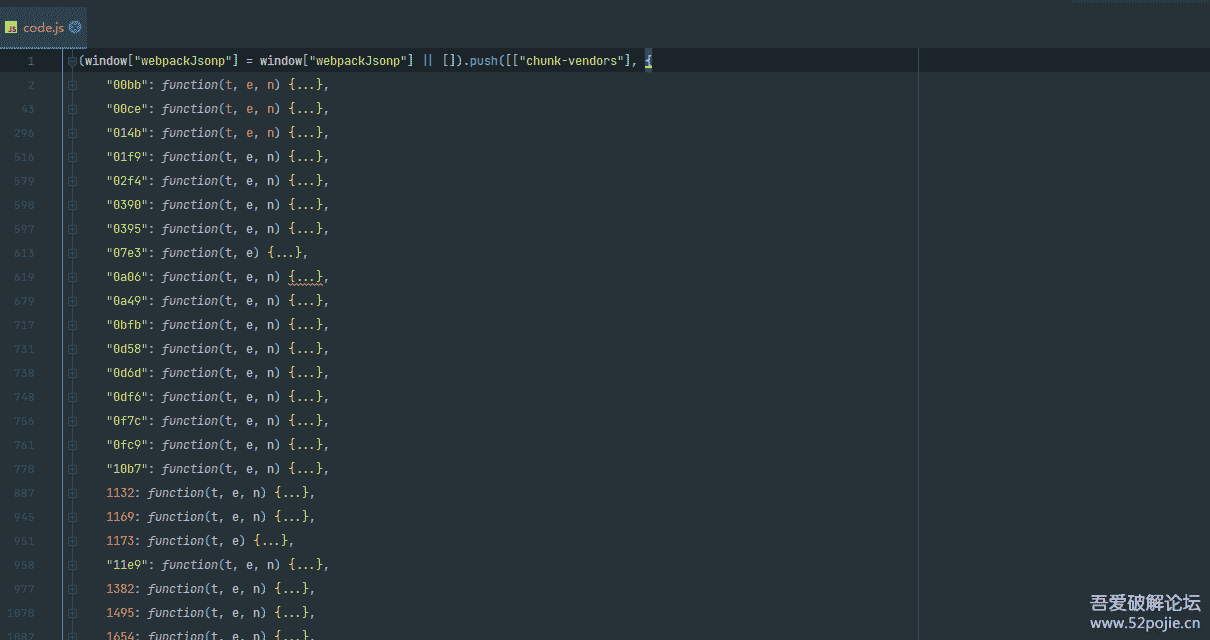 JS code.js
1 (window["webpackJsonp"] = window["webpackJsonp"] || []).push([["chunk-vendors"], {
2 "00bb": function(t, e, n) {...},
43 "00ce": function(t, e, n) {...},
296 "014b": function(t, e, n) {...},
516 "01f9": function(t, e, n) {...},
579 "02f4": function(t, e, n) {...},
590 "0390": function(t, e, n) {...},
597 "0395": function(t, e, n) {...},
613 "07e3": function(t, e) {...},
619 "0a06": function(t, e, n) {...},
679 "0a49": function(t, e, n) {...},
717 "0bfb": function(t, e, n) {...},
731 "0d58": function(t, e, n) {...},
738 "0d6d": function(t, e, n) {...},
748 "0df6": function(t, e, n) {...},
756 "0f7c": function(t, e, n) {...},
761 "0fc9": function(t, e, n) {...},
770 "10b7": function(t, e, n) {...},
887 1132: function(t, e, n) {...},
945 1169: function(t, e, n) {...},
951 1173: function(t, e) {...},
958 "11e9": function(t, e, n) {...},
977 1382: function(t, e, n) {...},
1070 1495: function(t, e, n) {...},
1082 1654: function(t, e, n) {...},
吾爱破解论坛
www.52pojie.cn